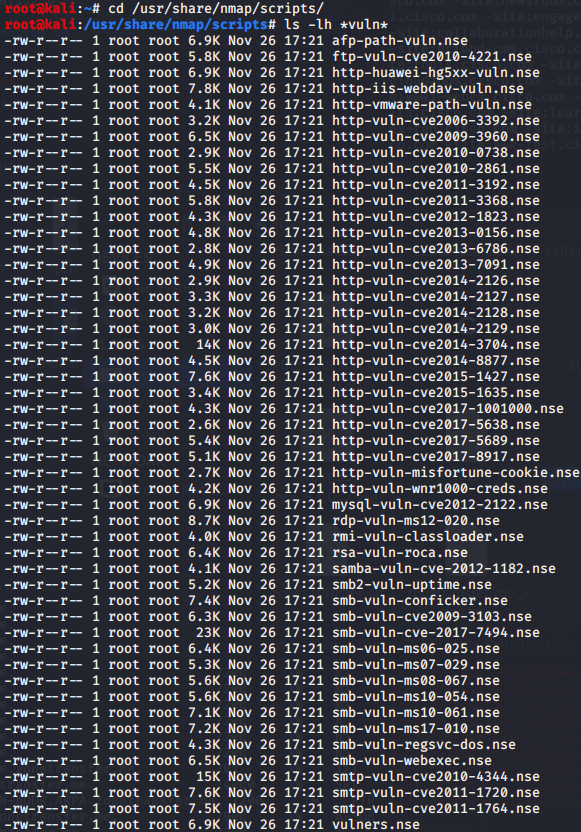 root@kali:~# cd /usr/share/nmap/scripts/
root@kali:/usr/share/nmap/scripts# ls -lh *vuln*
-rw-r--r-- 1 root root 6.9K Nov 26 17:21 afp-path-vuln.nse
-rw-r--r-- 1 root root 5.8K Nov 26 17:21 ftp-vuln-cve2010-4221.nse
-rw-r--r-- 1 root root 6.9K Nov 26 17:21 http-huawei-hg5xx-vuln.nse
-rw-r--r-- 1 root root 7.8K Nov 26 17:21 http-iis-webdav-vuln.nse
-rw-r--r-- 1 root root 4.1K Nov 26 17:21 http-vmware-path-vuln.nse
-rw-r--r-- 1 root root 3.2K Nov 26 17:21 http-vuln-cve2006-3392.nse
-rw-r--r-- 1 root root 6.5K Nov 26 17:21 http-vuln-cve2009-3960.nse
-rw-r--r-- 1 root root 2.9K Nov 26 17:21 http-vuln-cve2010-0738.nse
-rw-r--r-- 1 root root 5.5K Nov 26 17:21 http-vuln-cve2010-2861.nse
-rw-r--r-- 1 root root 4.5K Nov 26 17:21 http-vuln-cve2011-3192.nse
-rw-r--r-- 1 root root 5.8K Nov 26 17:21 http-vuln-cve2011-3368.nse
-rw-r--r-- 1 root root 4.3K Nov 26 17:21 http-vuln-cve2012-1823.nse
-rw-r--r-- 1 root root 4.8K Nov 26 17:21 http-vuln-cve2013-0156.nse
-rw-r--r-- 1 root root 2.8K Nov 26 17:21 http-vuln-cve2013-6786.nse
-rw-r--r-- 1 root root 4.9K Nov 26 17:21 http-vuln-cve2013-7091.nse
-rw-r--r-- 1 root root 2.9K Nov 26 17:21 http-vuln-cve2014-2126.nse
-rw-r--r-- 1 root root 3.3K Nov 26 17:21 http-vuln-cve2014-2127.nse
-rw-r--r-- 1 root root 3.2K Nov 26 17:21 http-vuln-cve2014-2128.nse
-rw-r--r-- 1 root root 3.0K Nov 26 17:21 http-vuln-cve2014-2129.nse
-rw-r--r-- 1 root root  14K Nov 26 17:21 http-vuln-cve2014-3704.nse
-rw-r--r-- 1 root root 4.5K Nov 26 17:21 http-vuln-cve2014-8877.nse
-rw-r--r-- 1 root root 7.6K Nov 26 17:21 http-vuln-cve2015-1427.nse
-rw-r--r-- 1 root root 3.4K Nov 26 17:21 http-vuln-cve2015-1635.nse
-rw-r--r-- 1 root root 4.3K Nov 26 17:21 http-vuln-cve2017-1001000.nse
-rw-r--r-- 1 root root 2.6K Nov 26 17:21 http-vuln-cve2017-5638.nse
-rw-r--r-- 1 root root 5.4K Nov 26 17:21 http-vuln-cve2017-5689.nse
-rw-r--r-- 1 root root 5.1K Nov 26 17:21 http-vuln-cve2017-8917.nse
-rw-r--r-- 1 root root 2.7K Nov 26 17:21 http-vuln-misfortune-cookie.nse
-rw-r--r-- 1 root root 4.2K Nov 26 17:21 http-vuln-wnr1000-creds.nse
-rw-r--r-- 1 root root 6.9K Nov 26 17:21 mysql-vuln-cve2012-2122.nse
-rw-r--r-- 1 root root 8.7K Nov 26 17:21 rdp-vuln-ms12-020.nse
-rw-r--r-- 1 root root 4.0K Nov 26 17:21 rmi-vuln-classloader.nse
-rw-r--r-- 1 root root 6.4K Nov 26 17:21 rsa-vuln-roca.nse
-rw-r--r-- 1 root root 4.1K Nov 26 17:21 samba-vuln-cve-2012-1182.nse
-rw-r--r-- 1 root root 5.2K Nov 26 17:21 smb2-vuln-uptime.nse
-rw-r--r-- 1 root root 7.4K Nov 26 17:21 smb-vuln-conficker.nse
-rw-r--r-- 1 root root 6.3K Nov 26 17:21 smb-vuln-cve2009-3103.nse
-rw-r--r-- 1 root root  23K Nov 26 17:21 smb-vuln-cve-2017-7494.nse
-rw-r--r-- 1 root root 6.4K Nov 26 17:21 smb-vuln-ms06-025.nse
-rw-r--r-- 1 root root 5.3K Nov 26 17:21 smb-vuln-ms07-029.nse
-rw-r--r-- 1 root root 5.6K Nov 26 17:21 smb-vuln-ms08-067.nse
-rw-r--r-- 1 root root 5.6K Nov 26 17:21 smb-vuln-ms10-054.nse
-rw-r--r-- 1 root root 7.1K Nov 26 17:21 smb-vuln-ms10-061.nse
-rw-r--r-- 1 root root 7.2K Nov 26 17:21 smb-vuln-ms17-010.nse
-rw-r--r-- 1 root root 4.3K Nov 26 17:21 smb-vuln-regsvc-dos.nse
-rw-r--r-- 1 root root 6.5K Nov 26 17:21 smb-vuln-webexec.nse
-rw-r--r-- 1 root root  15K Nov 26 17:21 smtp-vuln-cve2010-4344.nse
-rw-r--r-- 1 root root 7.6K Nov 26 17:21 smtp-vuln-cve2011-1720.nse
-rw-r--r-- 1 root root 7.5K Nov 26 17:21 smtp-vuln-cve2011-1764.nse
-rw-r--r-- 1 root root 6.9K Nov 26 17:21 vulners.nse